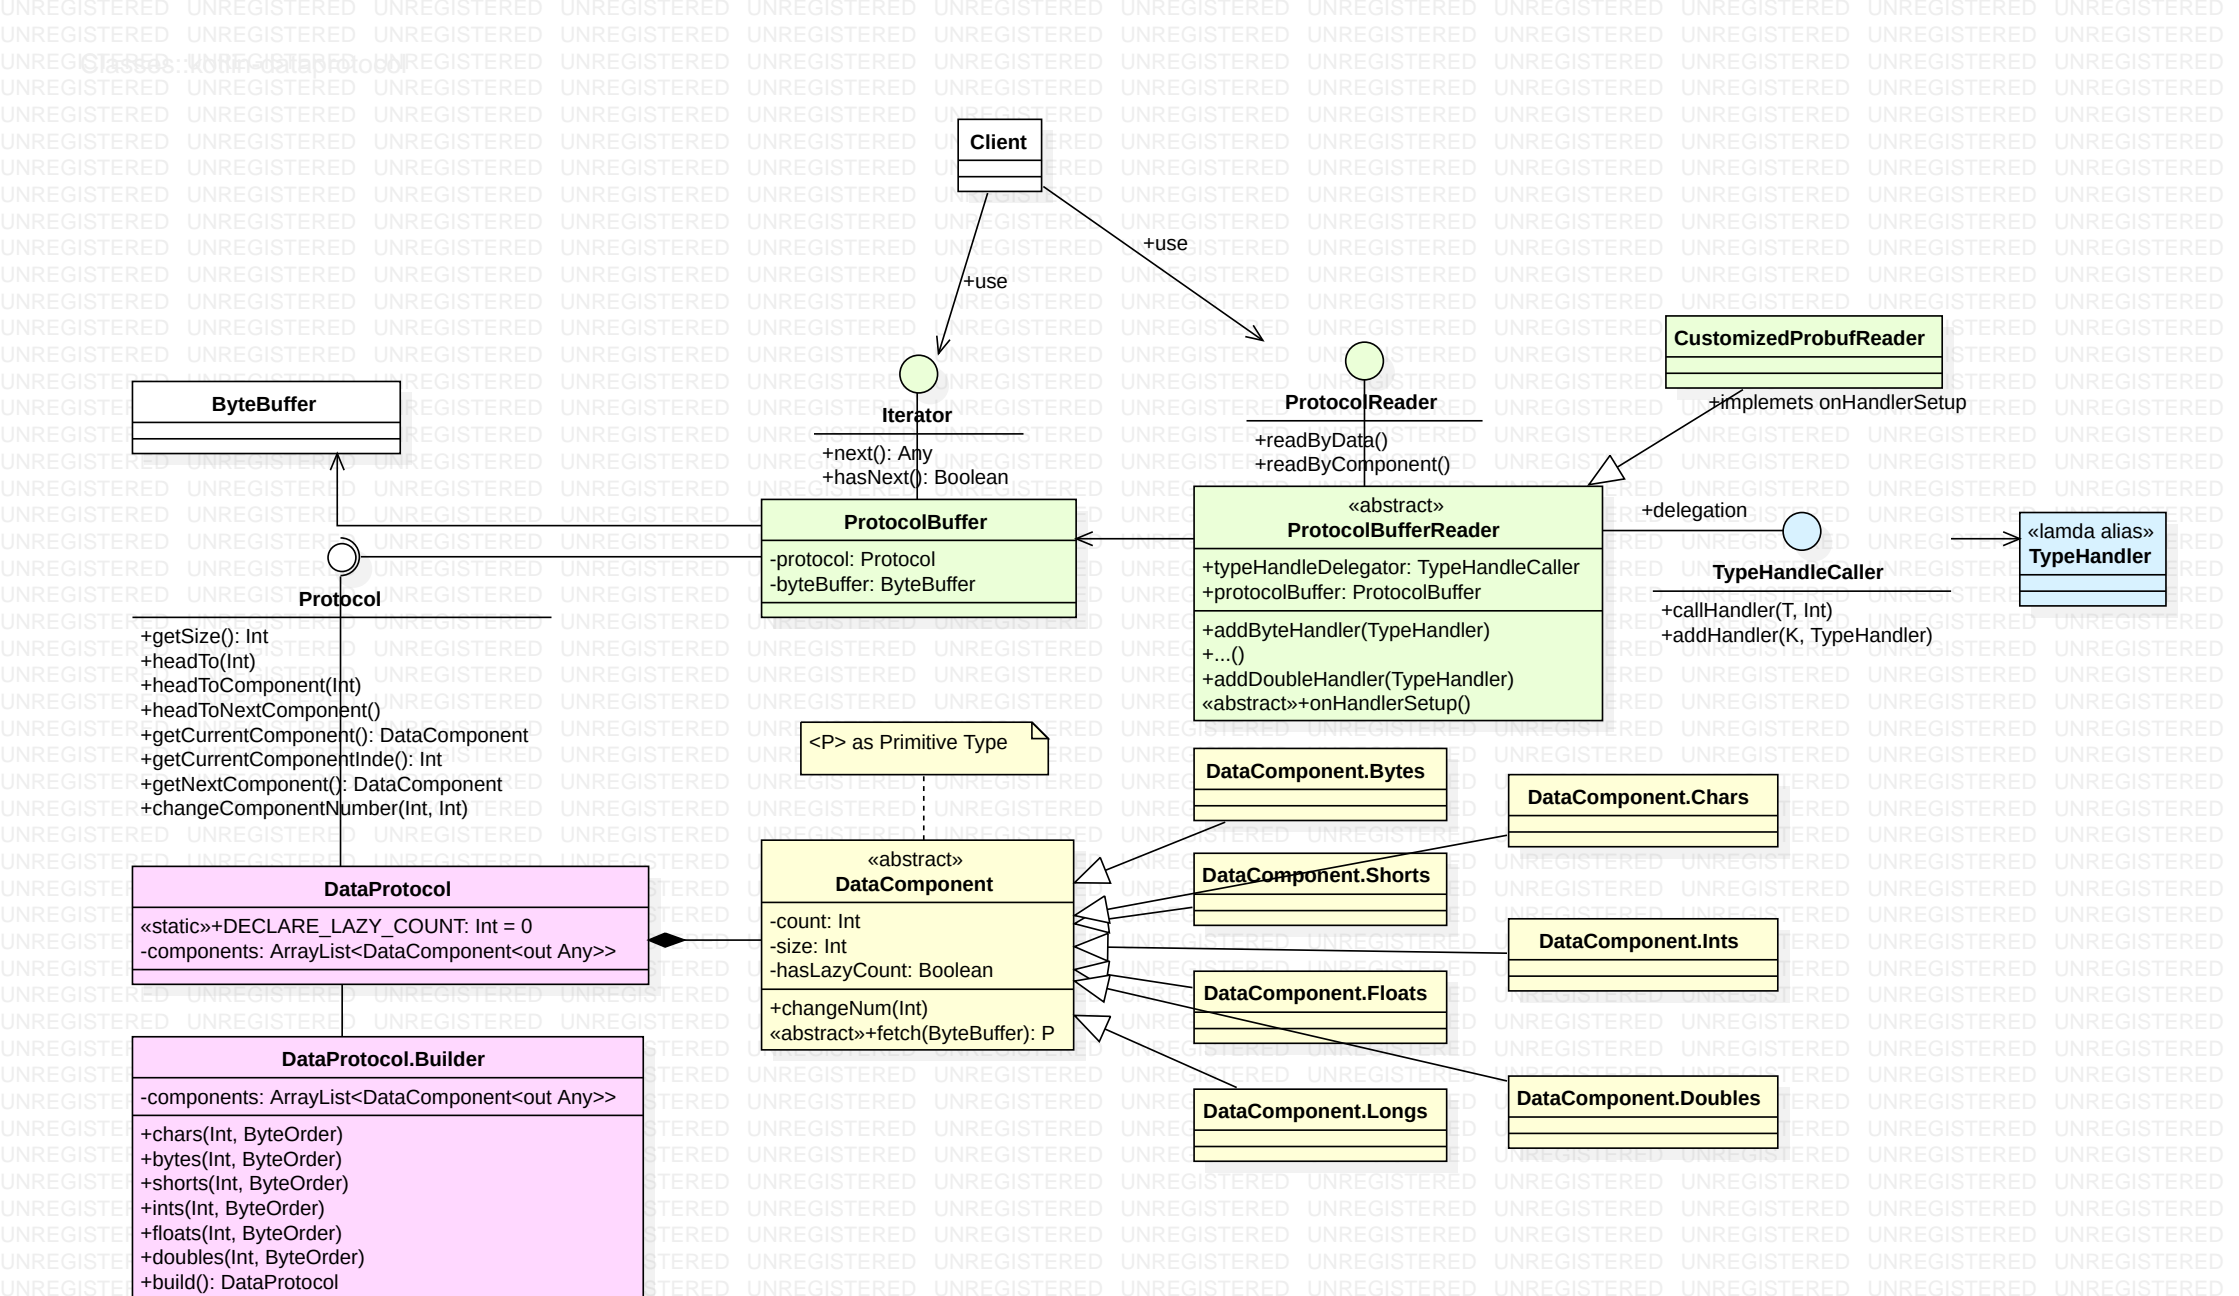 Classes::kotlin-dataprotocol
Client
+use
+use
CustomizedProbufReader
+implemets onHandlerSetup
ByteBuffer
Iterator
+next(): Any
+hasNext(): Boolean
ProtocolReader
+readByData()
+readByComponent()
ProtocolBuffer
-protocol: Protocol
-byteBuffer: ByteBuffer
«abstract»
ProtocolBufferReader
+typeHandleDelegator: TypeHandleCaller
+protocolBuffer: ProtocolBuffer
+addByteHandler(TypeHandler)
+...()
+addDoubleHandler(TypeHandler)
«abstract»+onHandlerSetup()
+delegation
TypeHandleCaller
+callHandler(T, Int)
+addHandler(K, TypeHandler)
«lamda alias»
TypeHandler
Protocol
+getSize(): Int
+headTo(Int)
+headToComponent(Int)
+headToNextComponent()
+getCurrentComponent(): DataComponent
+getCurrentComponentInde(): Int
+getNextComponent(): DataComponent
+changeComponentNumber(Int, Int)
<P> as Primitive Type
DataProtocol
«static»+DECLARE_LAZY_COUNT: Int = 0
-components: ArrayList<DataComponent<out Any>>
«abstract»
DataComponent
-count: Int
-size: Int
-hasLazyCount: Boolean
+changeNum(Int)
«abstract»+fetch(ByteBuffer): P
DataComponent.Bytes
DataComponent.Chars
DataComponent.Shorts
DataComponent.Ints
DataComponent.Floats
DataComponent.Doubles
DataComponent.Longs
DataProtocol.Builder
-components: ArrayList<DataComponent<out Any>>
+chars(Int, ByteOrder)
+bytes(Int, ByteOrder)
+shorts(Int, ByteOrder)
+ints(Int, ByteOrder)
+floats(Int, ByteOrder)
+doubles(Int, ByteOrder)
+build(): DataProtocol